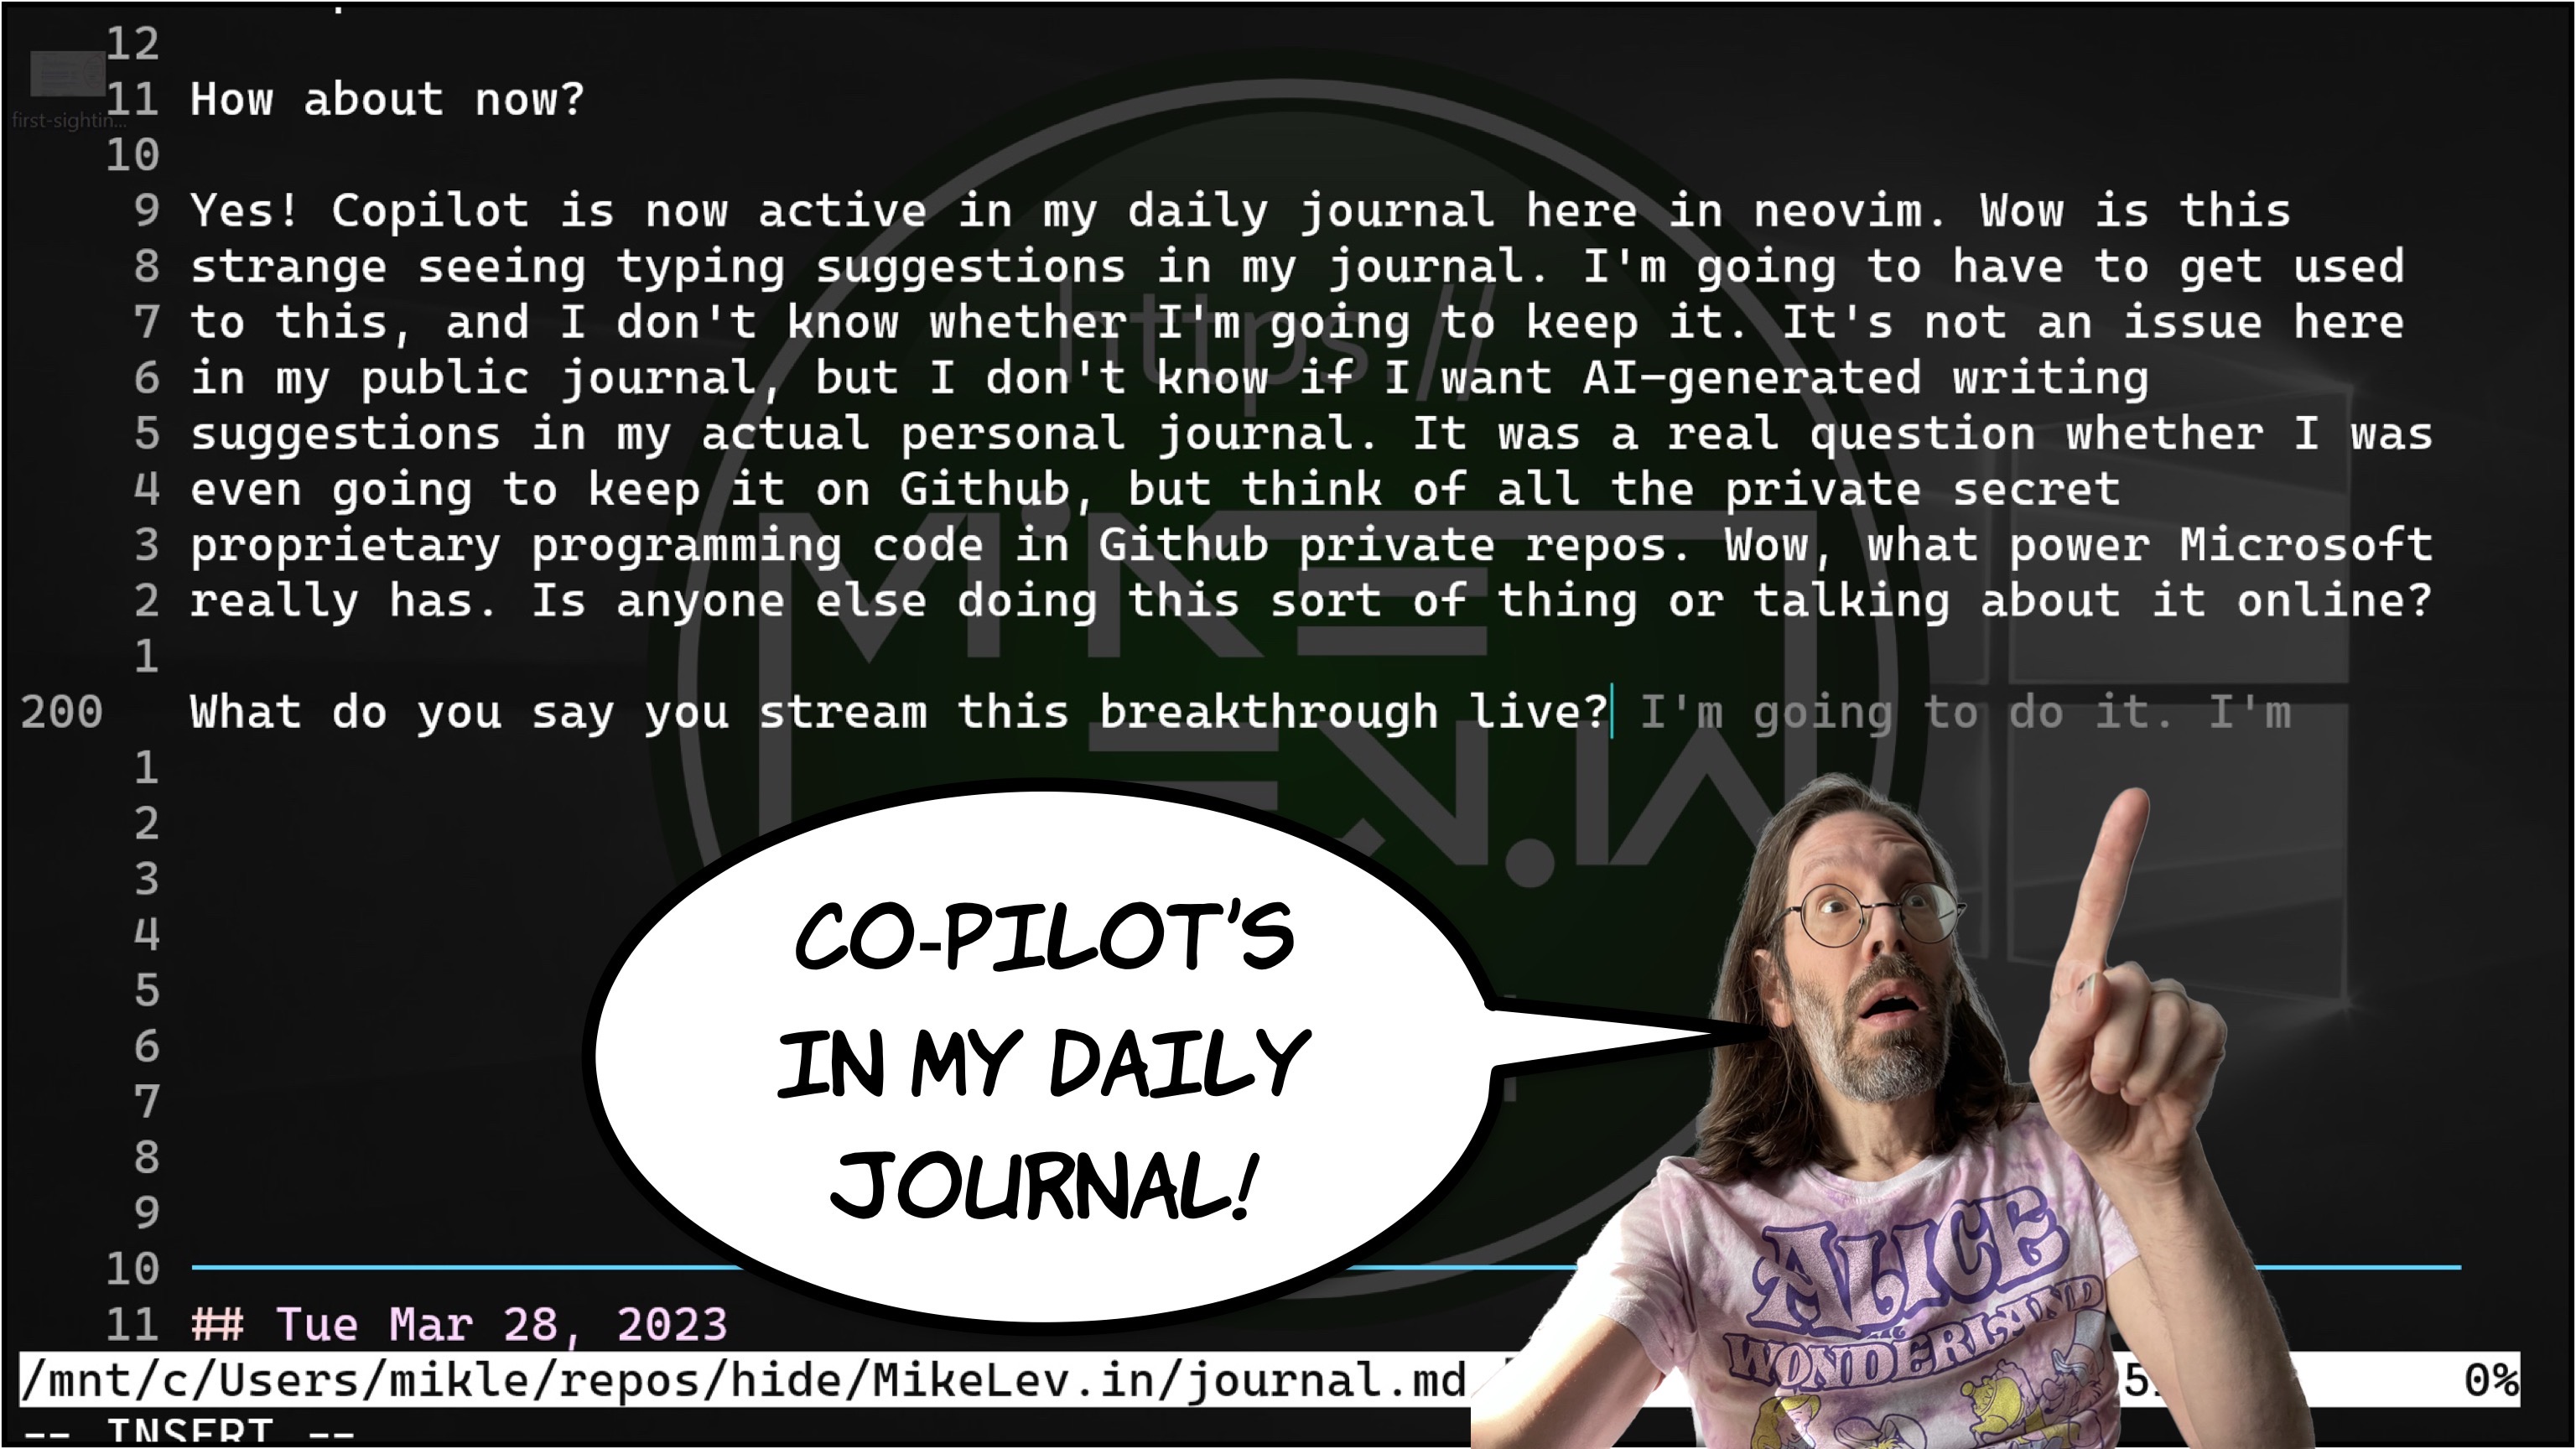 12
first-sightin...
11 How about now?
10
9 Yes! Copilot is now active in my daily journal here in neovim. Wow is this
8 strange seeing typing suggestions in my journal. I'm going to have to get used
7 to this, and I don't know whether I'm going to keep it. It's not an issue here
6 in my public journal, but I don't know if I want AI-generated writing
5 suggestions in my actual personal journal. It was a real question whether I was
4 even going to keep it on Github, but think of all the private secret
3 proprietary programming code in Github private repos. Wow, what power Microsoft
2 really has. Is anyone else doing this sort of thing or talking about it online?
1
200 What do you say you stream this breakthrough live? I'm going to do it. I'm
1
2
3
4
5
6
7
8
9
10
11 ## Tue Mar 28, 2023
/mnt/c/Users/mikle/repos/hide/MikeLev.in/journal.md 0%
-- INSERT --
https://
MIKE
LEV.IN
CO-PILOT'S
IN MY DAILY
JOURNAL!
ALICE
IN
WONDERLAND